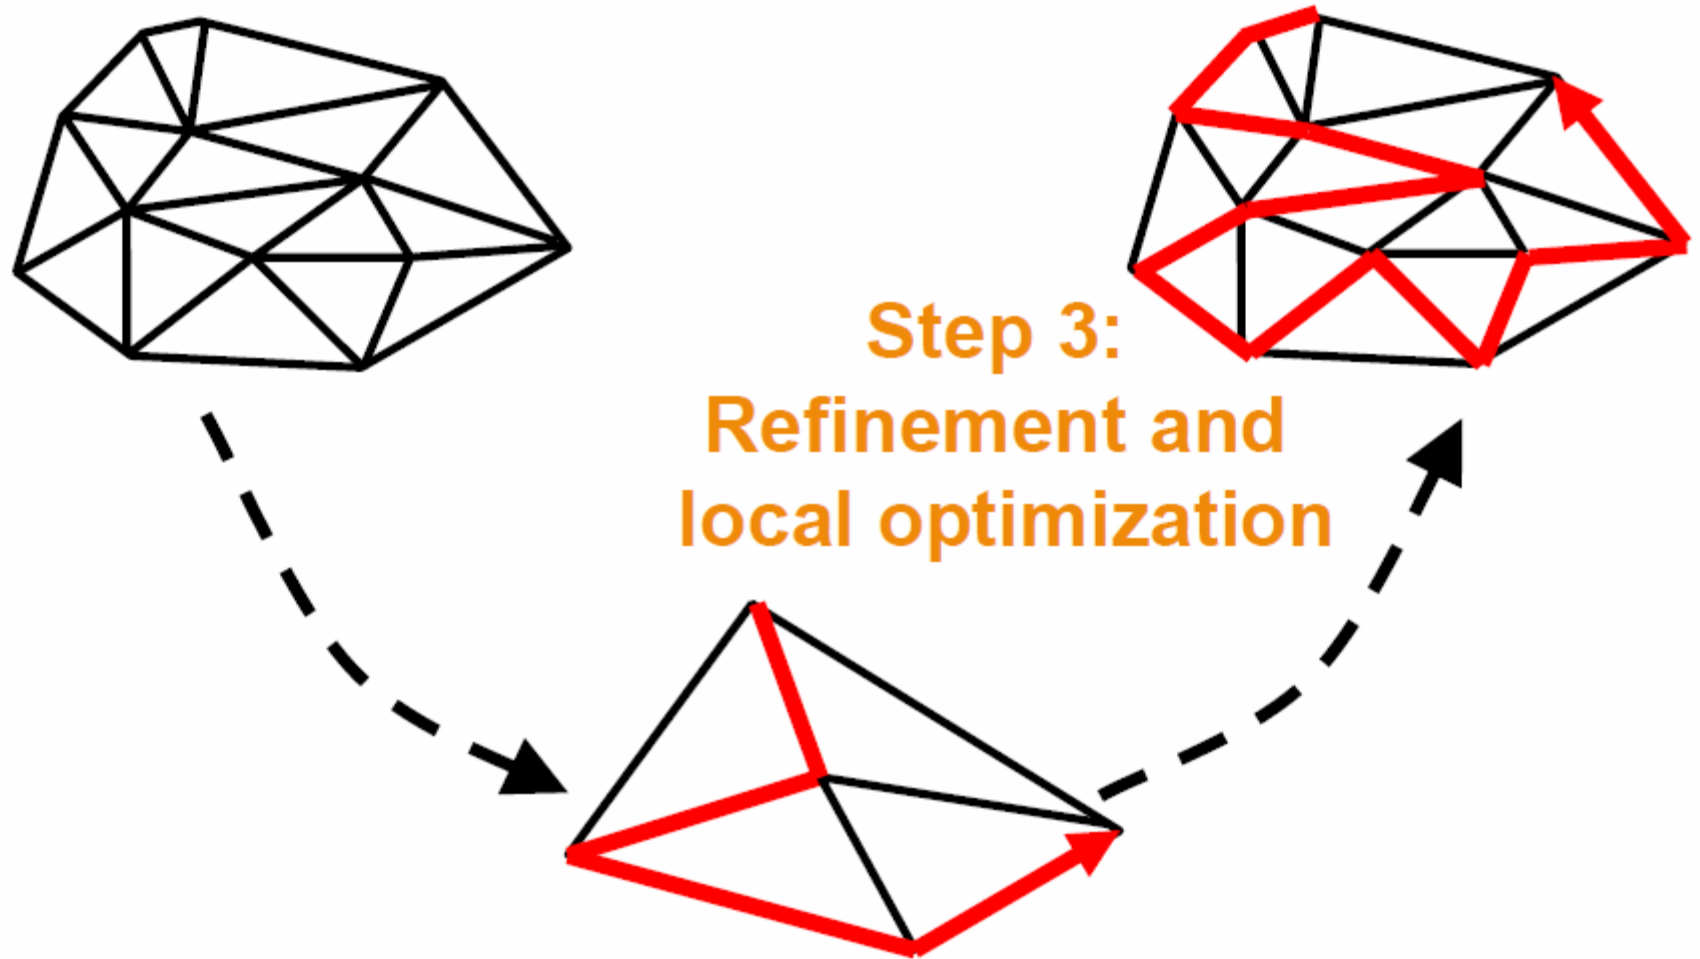 Step 3:
Refinement and
local optimization